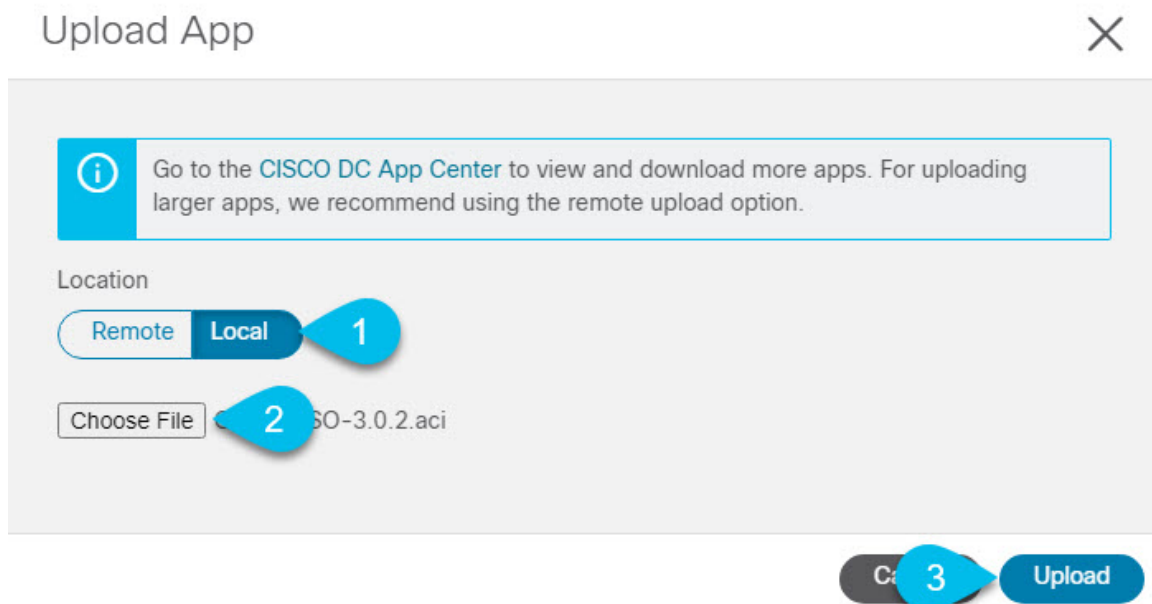 Upload App
Go to the CISCO DC App Center to view and download more apps. For uploading
larger apps, we recommend using the remote upload option.
Location
Remote Local 1
Choose File 2 SO-3.0.2.aci
3 Upload